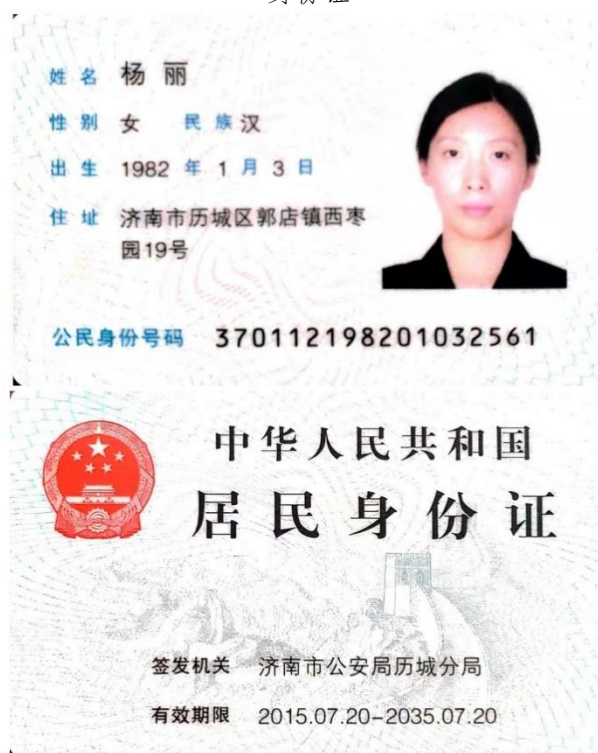 身份证
姓名 杨丽
性别 女 民族 汉
出生 1982 年 1 月 3 日
住址 济南市历城区郭店镇西枣
园19号
公民身份号码 370112198201032561
中华人民共和国
居民身份证
签发机关 济南市公安局历城分局
有效期限 2015.07.20-2035.07.20